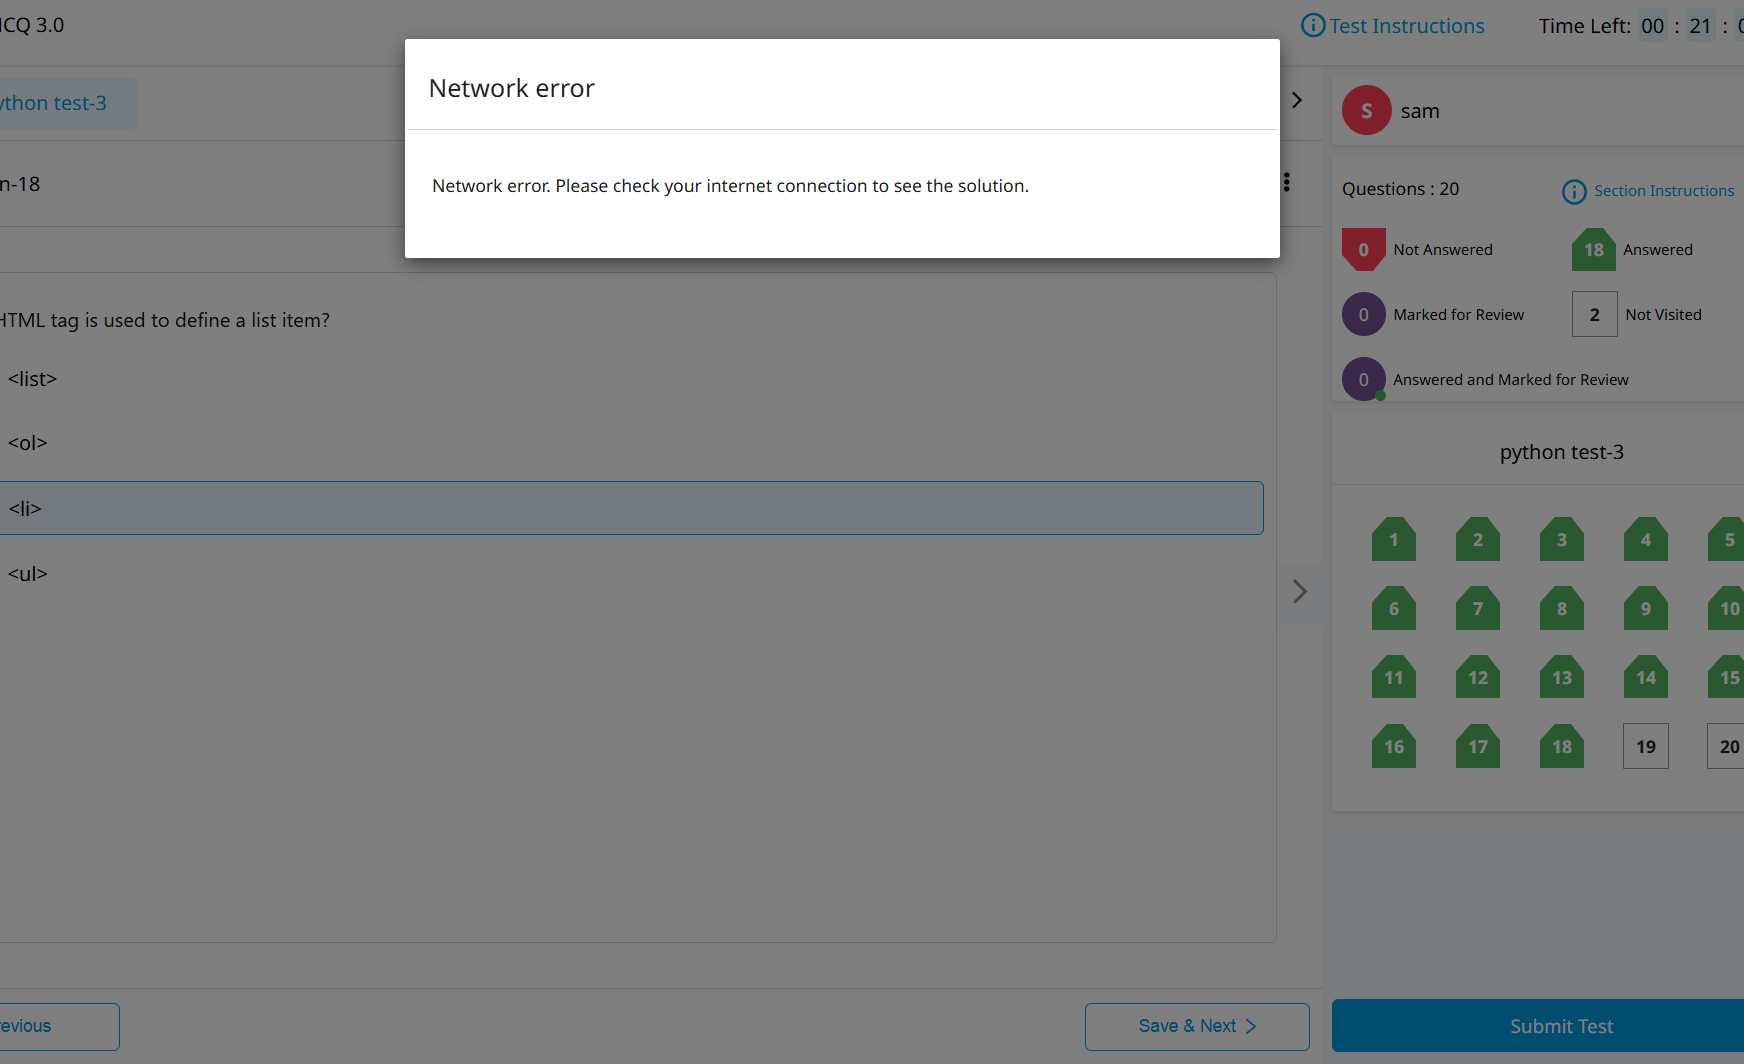 CQ 3.0
Test Instructions
Time Left: 00 : 21 :
Network error
Network error. Please check your internet connection to see the solution.
ython test-3
n-18
HTML tag is used to define a list item?
<list>
<ol>
<li>
<ul>
evious
Save & Next
S
sam
Questions : 20
Section Instructions
0 Not Answered
18 Answered
0 Marked for Review
2 Not Visited
0 Answered and Marked for Review
python test-3
1 2 3 4 5
6 7 8 9 10
11 12 13 14 15
16 17 18 19 20
Submit Test